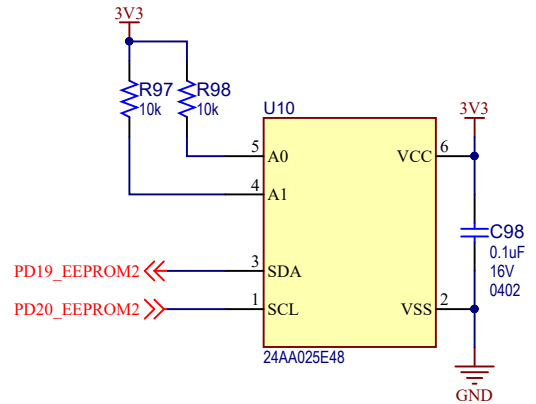 3V3
R97
10k
R98
10k
U10
5
A0
4
A1
3
SDA
1
SCL
VCC
6
VSS
2
24AA025E48
PD19_EEPROM2
PD20_EEPROM2
3V3
C98
0.1uF
16V
0402
GND